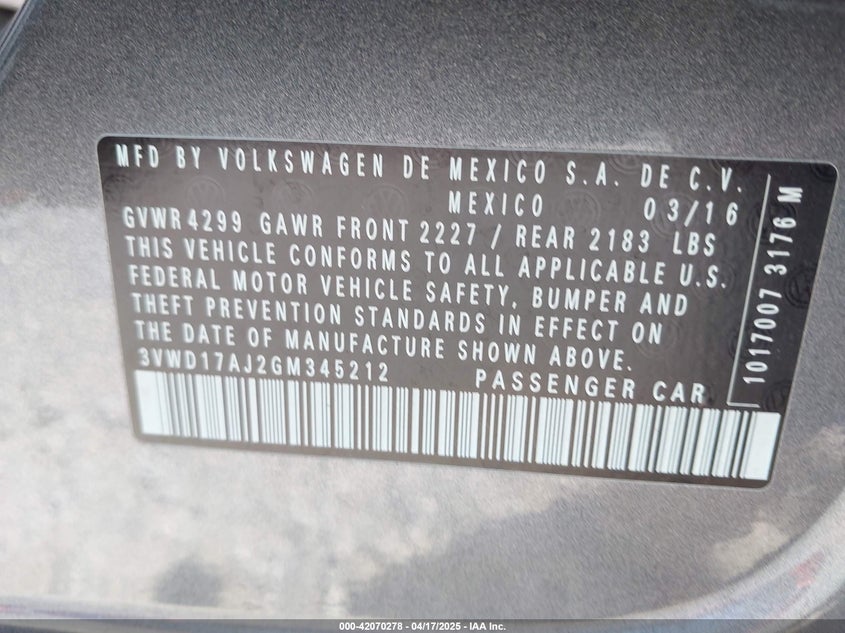 MFD BY VOLKSWAGEN DE MEXICO S.A. DE C.V.
MEXICO 03/16
GVWR 4299 GAWR FRONT 2227 / REAR 2183 LBS
THIS VEHICLE CONFORMS TO ALL APPLICABLE U.S.
FEDERAL MOTOR VEHICLE SAFETY, BUMPER AND
THEFT PREVENTION STANDARDS IN EFFECT ON
THE DATE OF MANUFACTURE SHOWN ABOVE.
3VWD17AJ2GM345212 PASSENGER CAR
1017007 3176 M
000-42070278 - 04/17/2025 - IAA Inc.